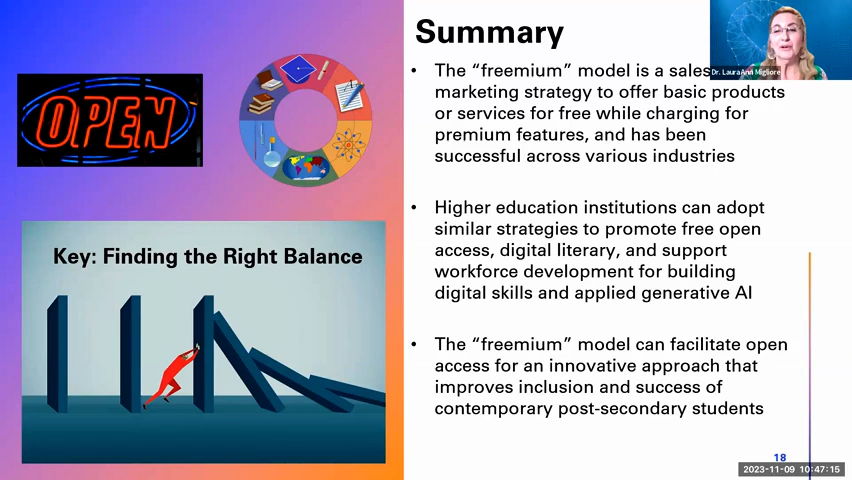 Summary
Dr. Laura Ann Migliore
OPEN
• The “freemium” model is a sales
marketing strategy to offer basic products
or services for free while charging for
premium features, and has been
successful across various industries
• Higher education institutions can adopt
similar strategies to promote free open
access, digital literary, and support
workforce development for building
digital skills and applied generative AI
• The “freemium” model can facilitate open
access for an innovative approach that
improves inclusion and success of
contemporary post-secondary students
Key: Finding the Right Balance
18
2023-11-09 10:47:15